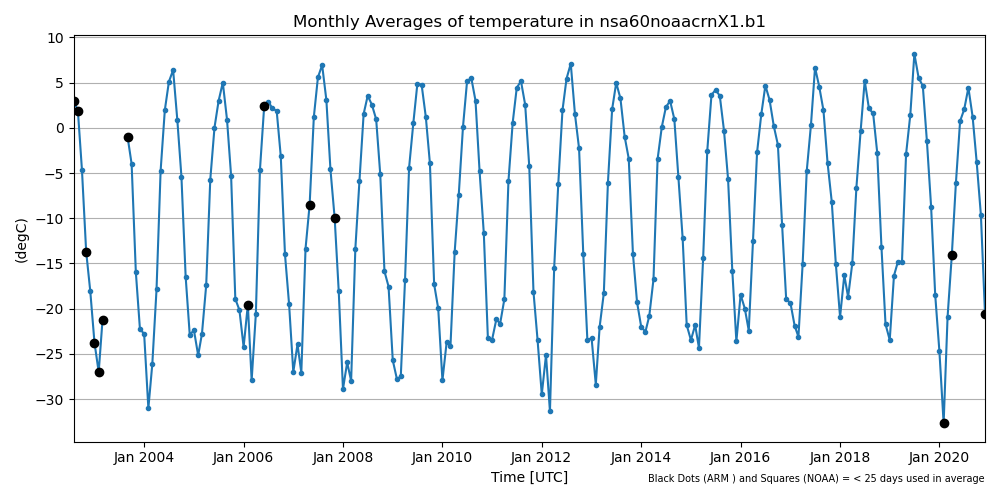 Monthly Averages of temperature in nsa60noaacrnX1.b1
10
5
0
−5
−10
−15
−20
−25
−30
(degC)
Jan 2004
Jan 2006
Jan 2008
Jan 2010
Jan 2012
Jan 2014
Jan 2016
Jan 2018
Jan 2020
Time [UTC]
Black Dots (ARM ) and Squares (NOAA) = < 25 days used in average